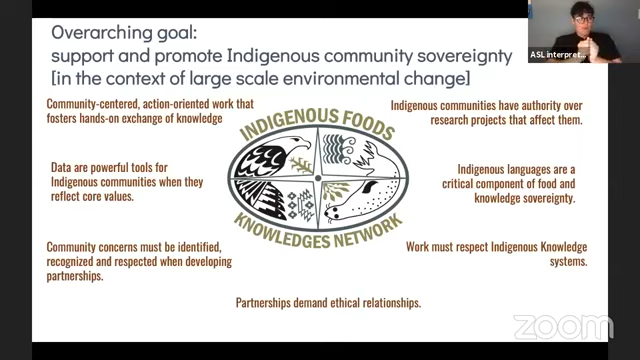 Overarching goal:
support and promote Indigenous community sovereignty
[in the context of large scale environmental change]
ASL interpret...
Community-centered, action-oriented work that
fosters hands-on exchange of knowledge
Indigenous communities have authority over
research projects that affect them.
INDIGENOUS FOODS
Data are powerful tools for
Indigenous communities when they
reflect core values.
Indigenous languages are a
critical component of food and
knowledge sovereignty.
KNOWLEDGES NETWORK
Community concerns must be identified,
recognized and respected when developing
partnerships.
Work must respect Indigenous Knowledge
systems.
Partnerships demand ethical relationships.
zoom